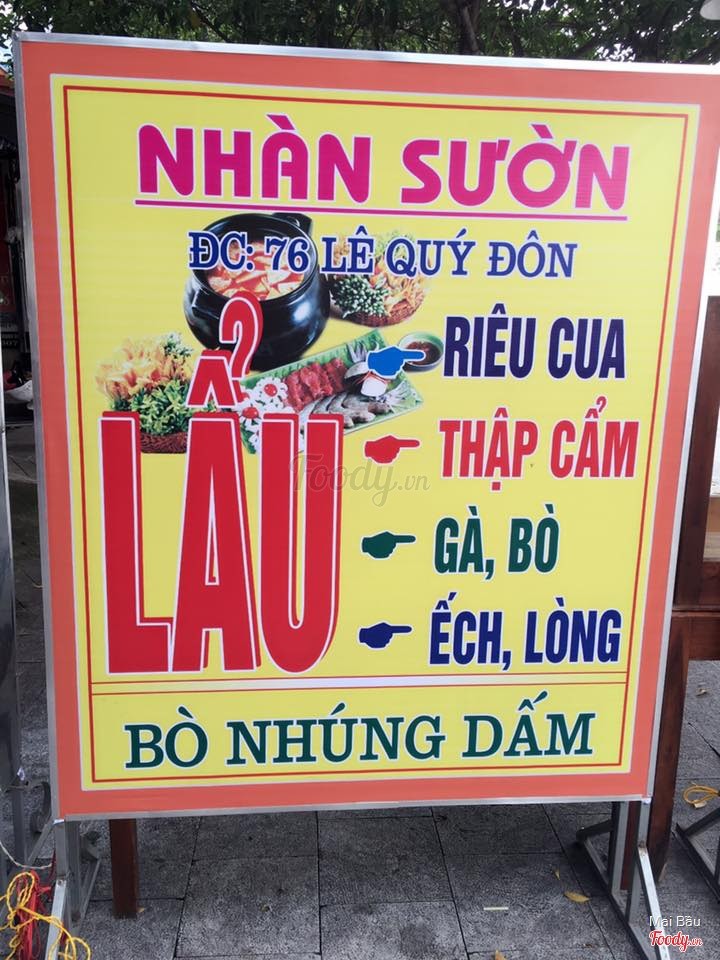 NHÀN SƯỜN
ĐC: 76 LÊ QUÝ ĐÔN
LẨU
RIÊU CUA
THẬP CẨM
GÀ, BÒ
ẾCH, LÒNG
BÒ NHÚNG DẤM
Foody.vn
Mai Bâu
Foody.vn